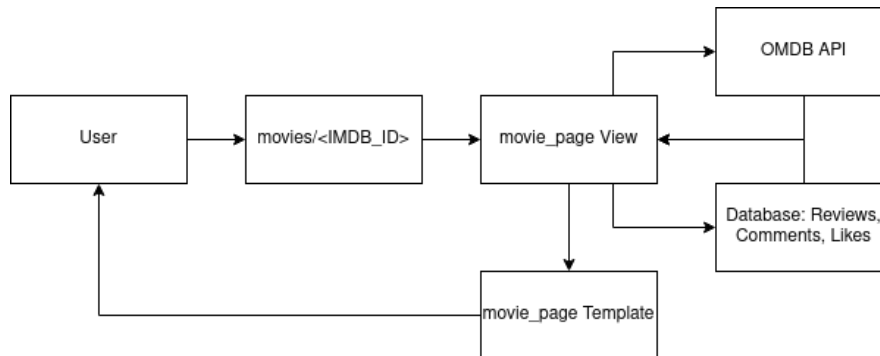 OMDB API
User
movies/<IMDB_ID>
movie_page View
Database: Reviews,
Comments, Likes
movie_page Template